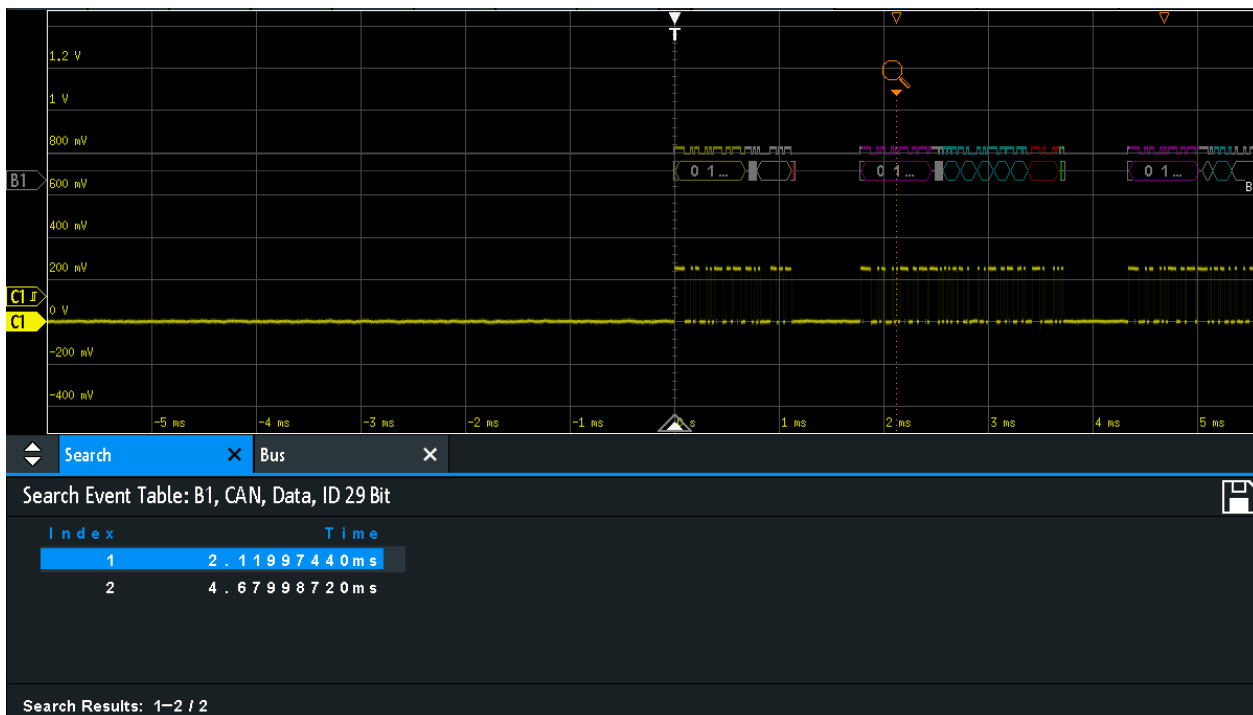 T
1.2 V
1 V
800 mV
B1
0 1...
0 1...
0 1...
600 mV
B
400 mV
200 mV
C1
0 V
C1
-200 mV
-400 mV
-5 ms
-4 ms
-3 ms
-2 ms
-1 ms
0 s
1 ms
2 ms
3 ms
4 ms
5 ms
Search
Bus
Search Event Table: B1, CAN, Data, ID 29 Bit
Index Time
1 2.11997440ms
2 4.67998720ms
Search Results: 1-2 / 2